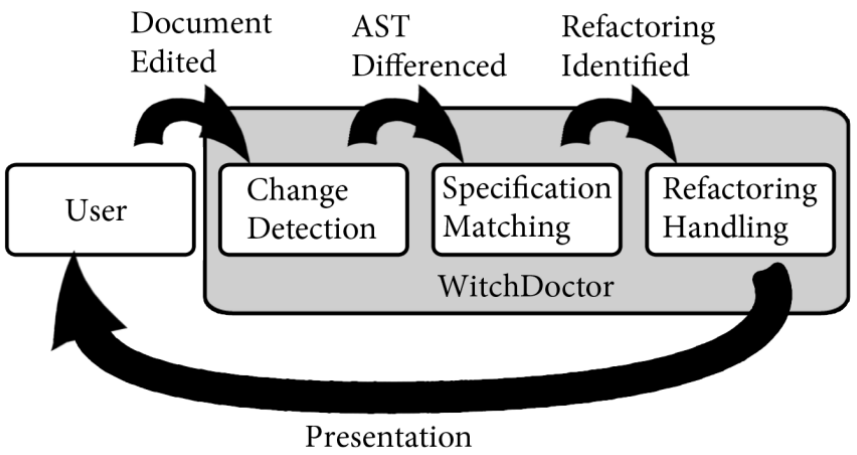 Document
Edited
AST
Differenced
Refactoring
Identified
User
Change
Detection
Specification
Matching
Refactoring
Handling
WitchDoctor
Presentation